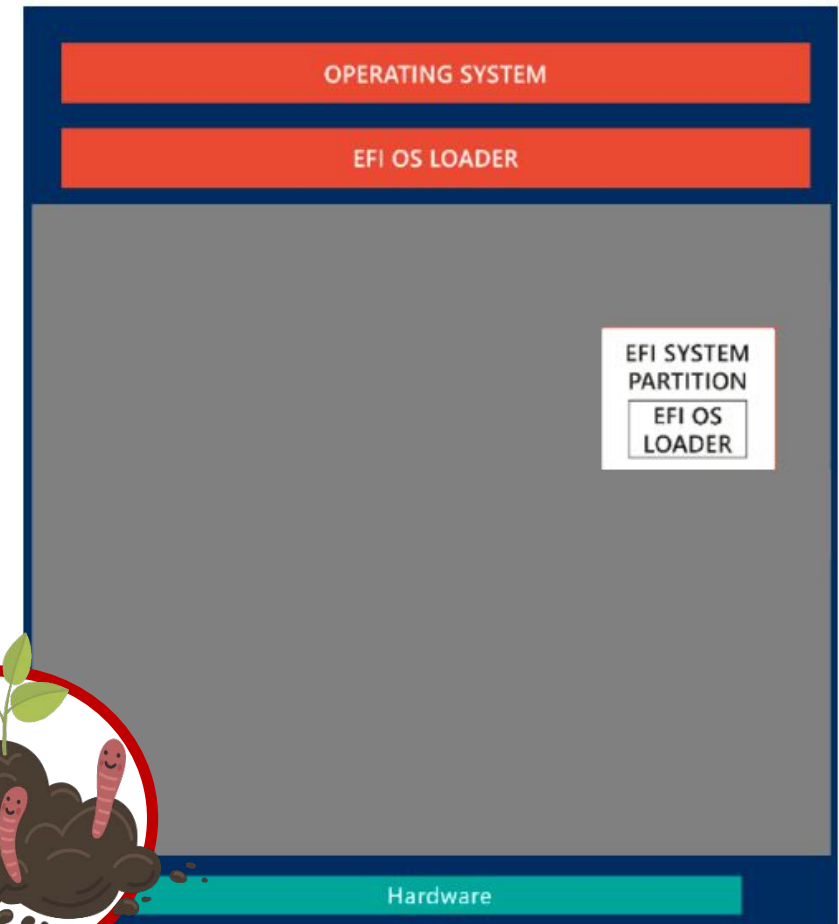 OPERATING SYSTEM
EFI OS LOADER
EFI SYSTEM
PARTITION
EFI OS
LOADER
Hardware